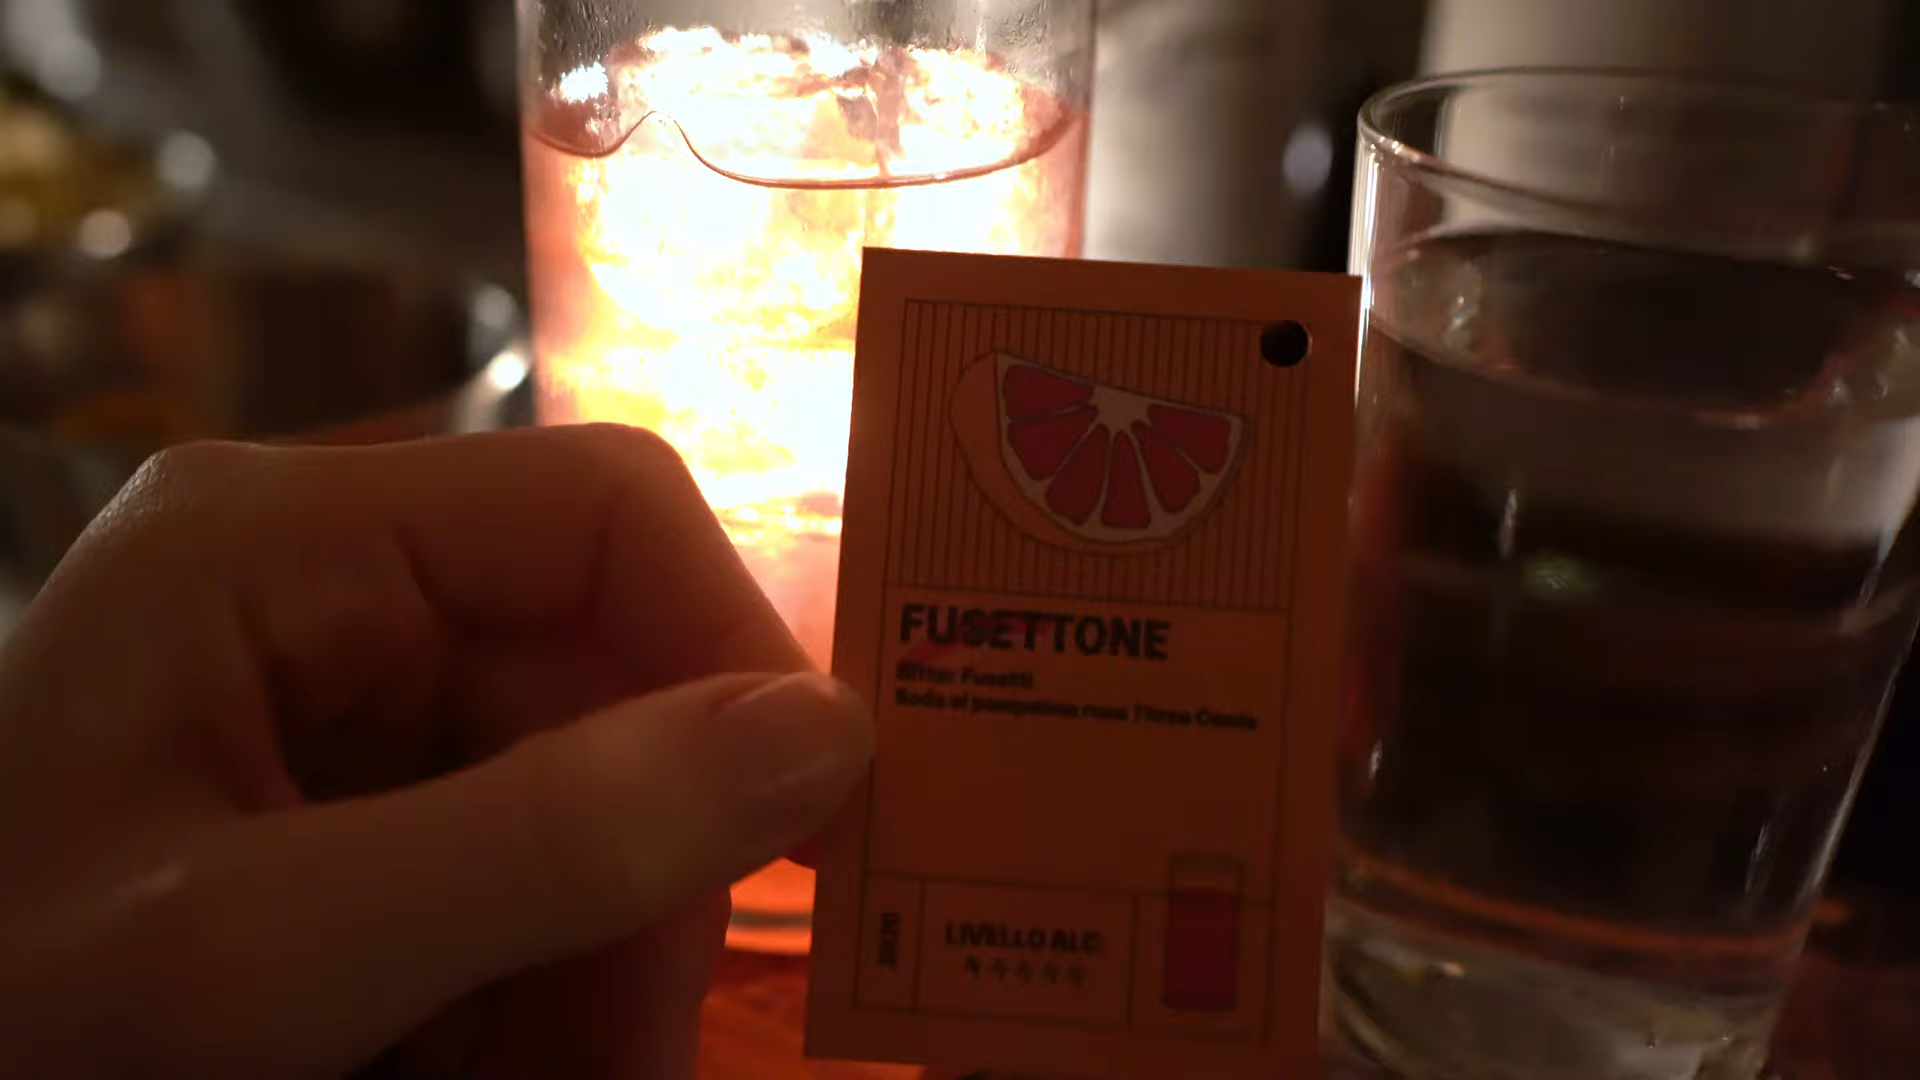 FUSETTONE
Bitter Fusetti
Soda al pompelmo rosa Three Cents
2020
LIVELLO ALC.